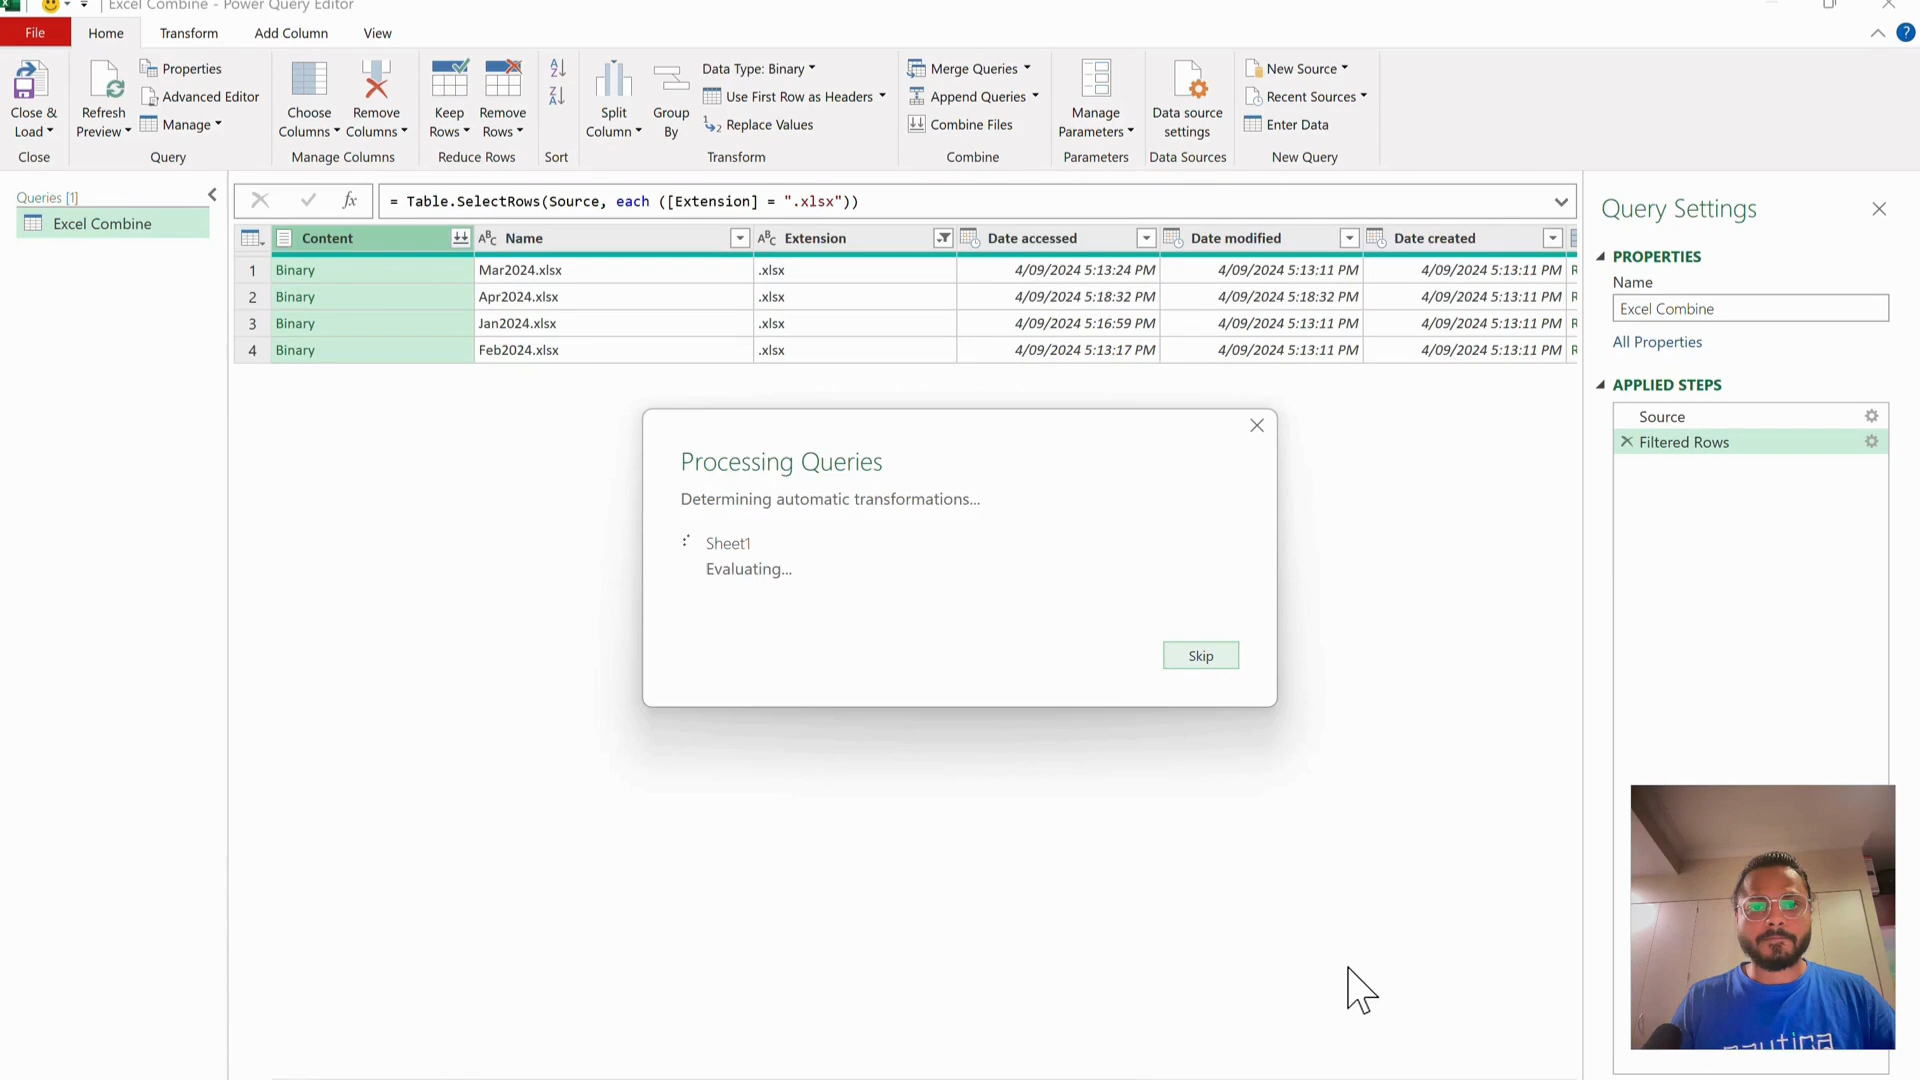 Excel Combine - Power Query Editor
File Home Transform Add Column View
Close & Load
Refresh Preview
Properties
Advanced Editor
Manage
Choose Columns
Remove Columns
Keep Rows
Remove Rows
Split Column
Group By
Data Type: Binary
Use First Row as Headers
Replace Values
Merge Queries
Append Queries
Combine Files
Manage Parameters
Data source settings
New Source
Recent Sources
Enter Data
Close Query Manage Columns Reduce Rows Sort Transform Combine Parameters Data Sources New Query
Queries [1]
Excel Combine
fx = Table.SelectRows(Source, each ([Extension] = ".xlsx"))
Content ABC Name ABC Extension Date accessed Date modified Date created
1 Binary Mar2024.xlsx .xlsx 4/09/2024 5:13:24 PM 4/09/2024 5:13:11 PM 4/09/2024 5:13:11 PM R
2 Binary Apr2024.xlsx .xlsx 4/09/2024 5:18:32 PM 4/09/2024 5:18:32 PM 4/09/2024 5:13:11 PM R
3 Binary Jan2024.xlsx .xlsx 4/09/2024 5:16:59 PM 4/09/2024 5:13:11 PM 4/09/2024 5:13:11 PM R
4 Binary Feb2024.xlsx .xlsx 4/09/2024 5:13:17 PM 4/09/2024 5:13:11 PM 4/09/2024 5:13:11 PM R
Processing Queries
Determining automatic transformations...
Sheet1
Evaluating...
Skip
Query Settings
PROPERTIES
Name
Excel Combine
All Properties
APPLIED STEPS
Source
Filtered Rows
nautica